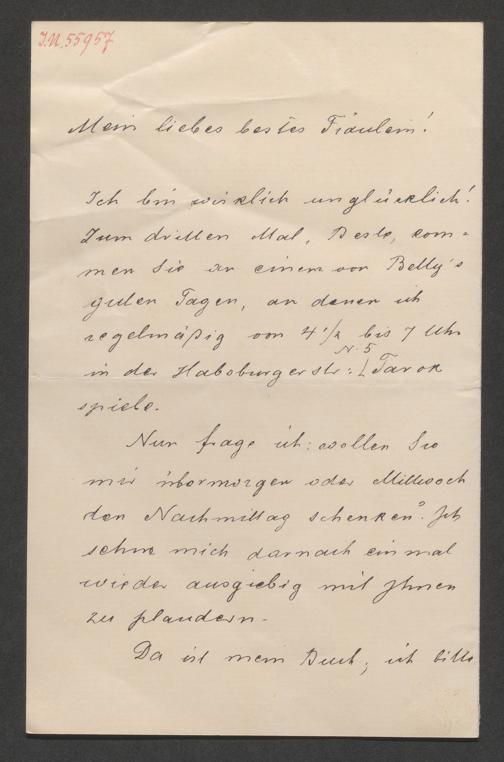 I.N. 55957
Mein liebes bestes Fräulein!
Ich bin wirklich unglücklich!
Zum dritten Mal, Beste, kom-
men Sie an einem von Betty's
guten Tagen, an denen ich
regelmäßig von 4 1/2 bis 7 Uhr
N. 5
in der Habsburgerstr: Tarok
spiele.
Nun frage ich: wollen Sie
mir übermorgen oder Mittwoch
den Nachmittag schenken? Ich
sehne mich darnach einmal
wieder ausgiebig mit Ihnen
zu plaudern.
Da ist mein Buch; ich bitte